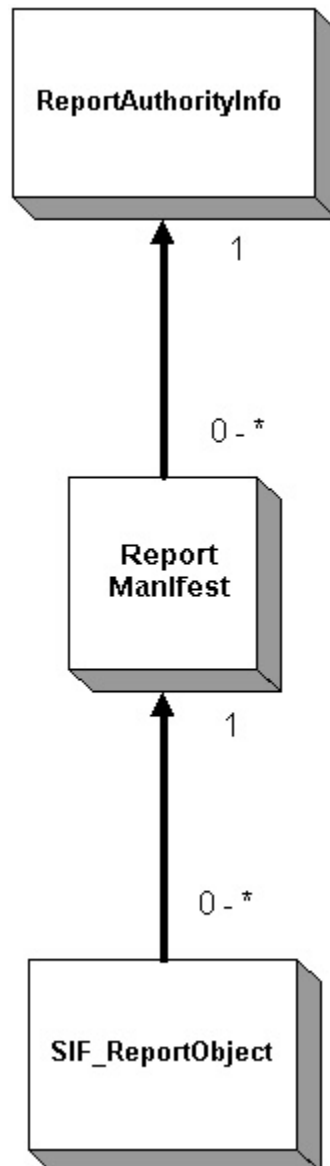 ReportAuthorityInfo
1
0 - *
Report
Manifest
1
0 - *
SIF_ReportObject